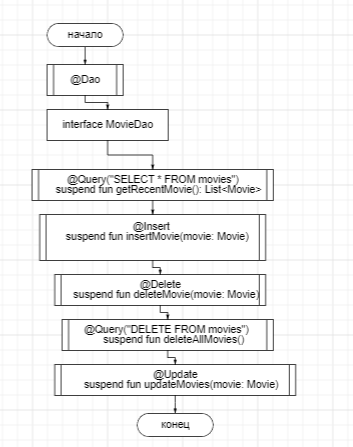 начало
@Dao
interface MovieDao
@Query("SELECT * FROM movies")
suspend fun getRecentMovie(): List<Movie>
@Insert
suspend fun insertMovie(movie: Movie)
@Delete
suspend fun deleteMovie(movie: Movie)
@Query("DELETE FROM movies")
suspend fun deleteAllMovies()
@Update
suspend fun updateMovies(movie: Movie)
конец